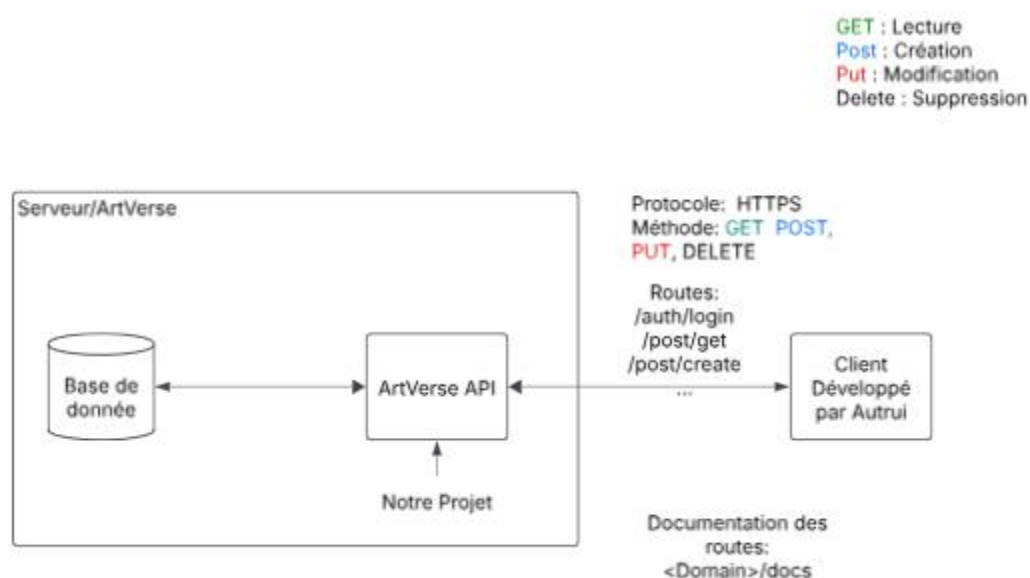 GET : Lecture
Post : Création
Put : Modification
Delete : Suppression
Serveur/ArtVerse
Protocole: HTTPS
Méthode: GET POST,
PUT, DELETE
Routes:
/auth/login
/post/get
/post/create
...
Base de
donnée
ArtVerse API
Client
Développé
par Autrui
Notre Projet
Documentation des
routes:
<Domain>/docs